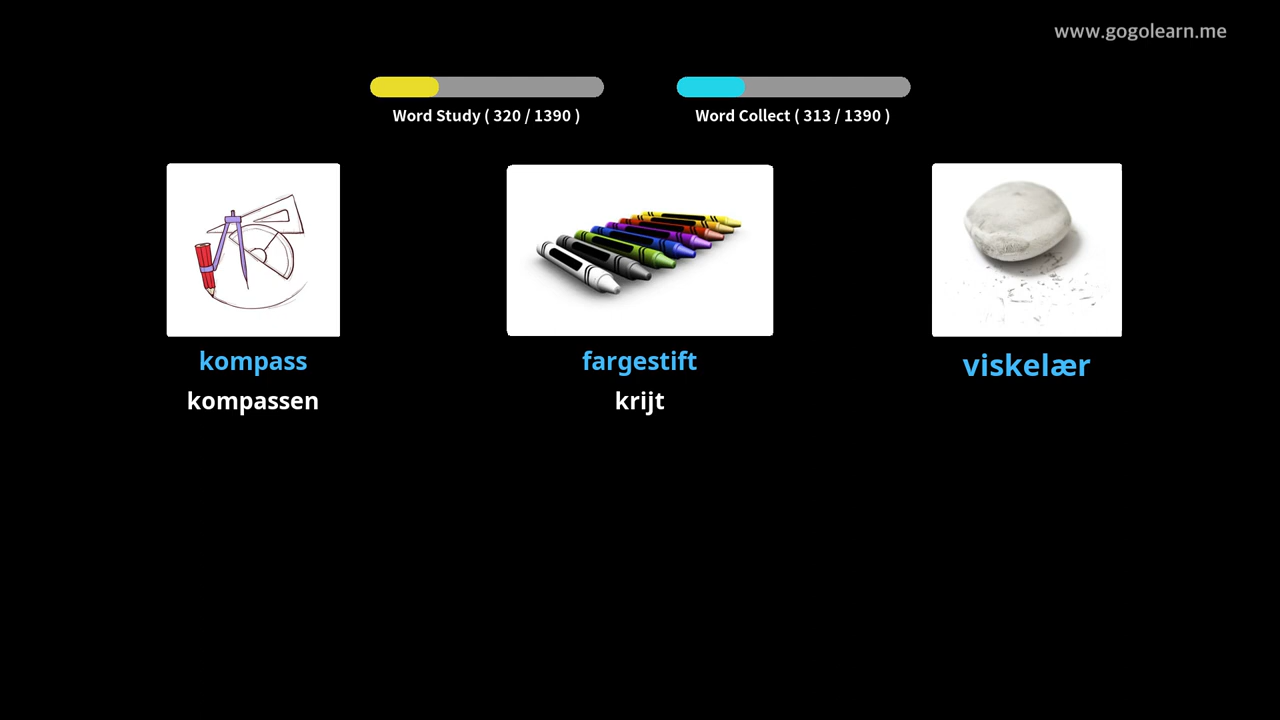 www.gogolearn.me
Word Study ( 320 / 1390 )
Word Collect ( 313 / 1390 )
kompass
kompassen
fargestift
krijt
viskelær